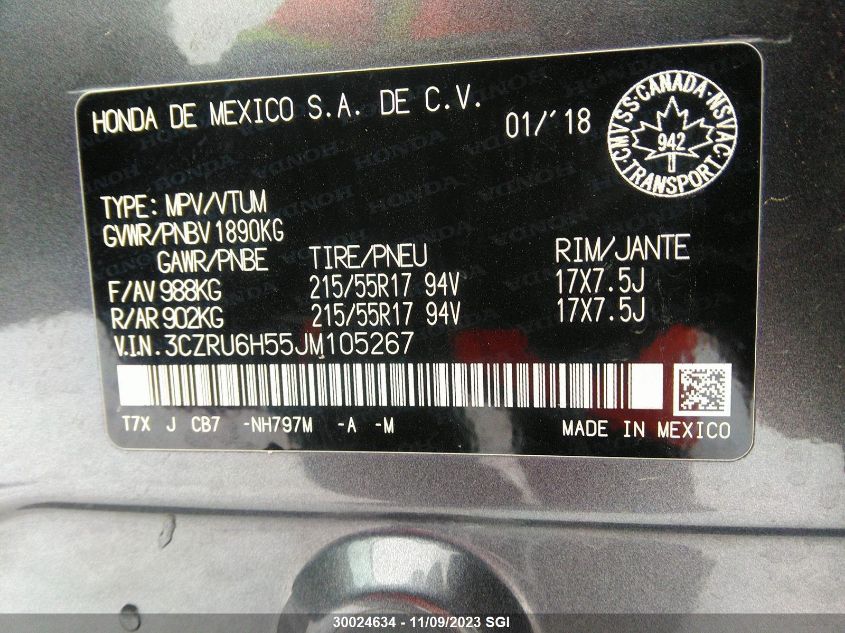 HONDA DE MEXICO S.A. DE C.V.
01/'18
CMVSS-CANADA-NSVAC
942
TRANSPORT
TYPE: MPV/VTUM
GVWR/PNBV 1890KG
GAWR/PNBE TIRE/PNEU RIM/JANTE
F/AV 988KG 215/55R17 94V 17X7.5J
R/AR 902KG 215/55R17 94V 17X7.5J
V.I.N. 3CZRU6H55JM105267
T7X J CB7 -NH797M -A -M MADE IN MEXICO
30024634 - 11/09/2023 SGI